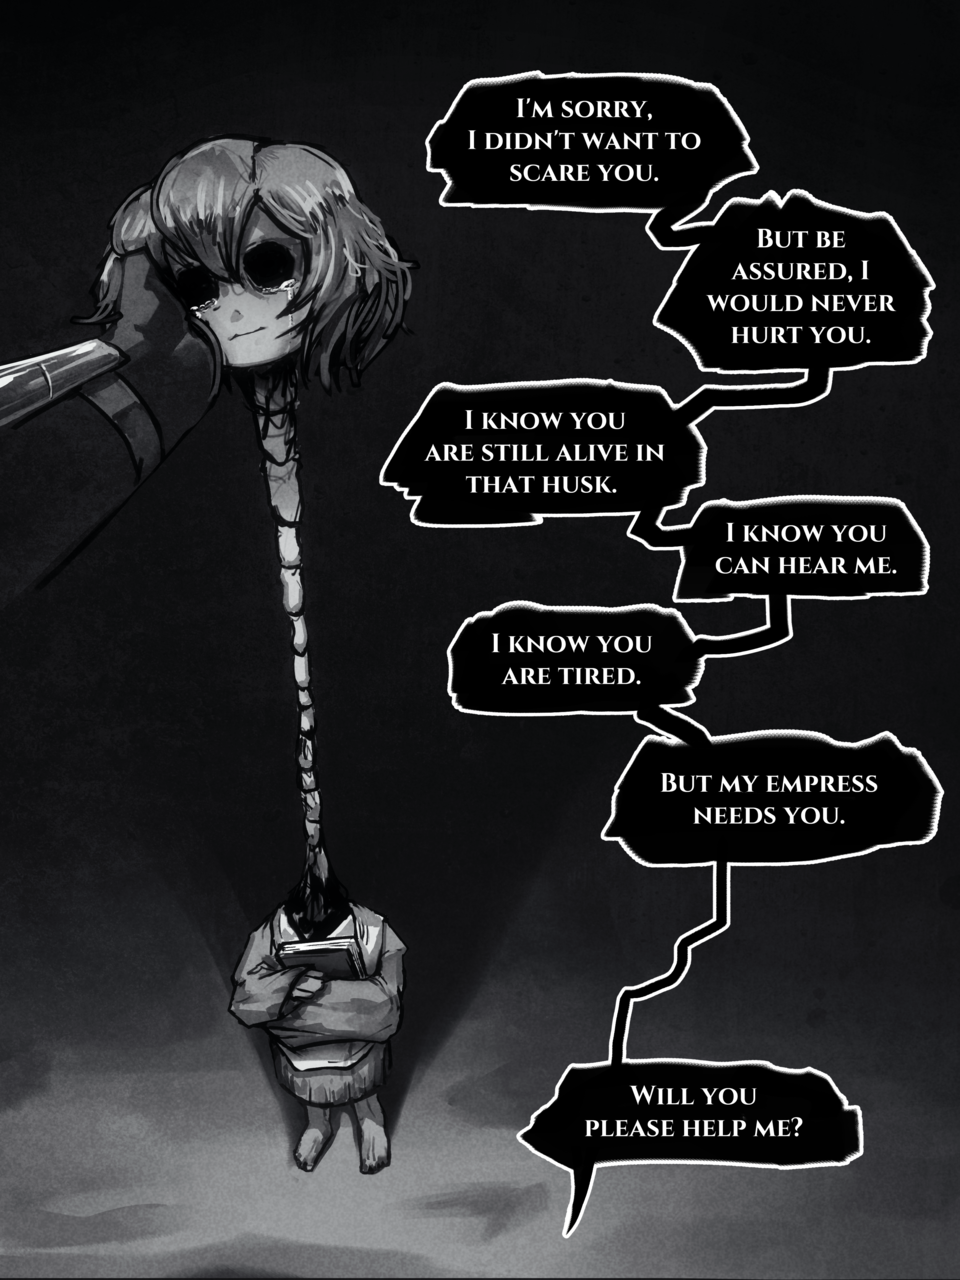 I'm sorry,
I didn't want to
scare you.
But be
assured, I
would never
hurt you.
I know you
are still alive in
that husk.
I know you
can hear me.
I know you
are tired.
But my empress
needs you.
Will you
please help me?